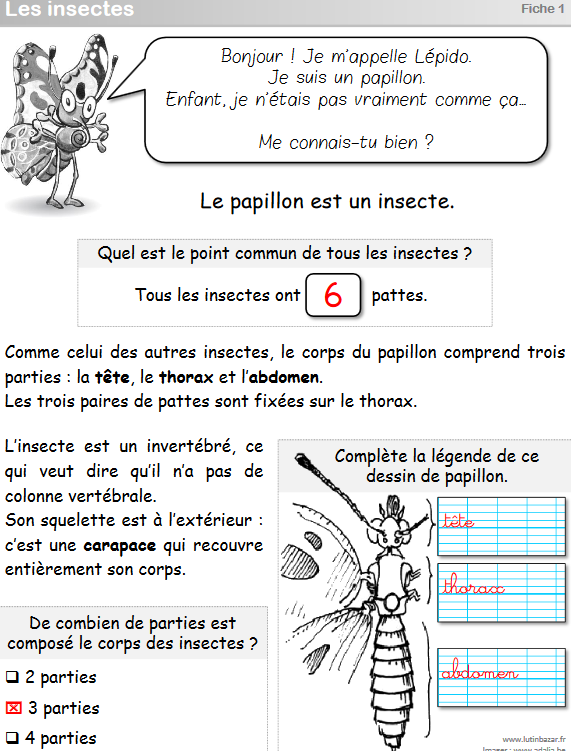 Les insectes
Fiche 1
Bonjour ! Je m'appelle Lépido.
Je suis un papillon.
Enfant, je n'étais pas vraiment comme ça…
Me connais-tu bien ?
Le papillon est un insecte.
Quel est le point commun de tous les insectes ?
Tous les insectes ont 6 pattes.
Comme celui des autres insectes, le corps du papillon comprend trois
parties : la tête, le thorax et l'abdomen.
Les trois paires de pattes sont fixées sur le thorax.
L'insecte est un invertébré, ce
qui veut dire qu'il n'a pas de
colonne vertébrale.
Son squelette est à l'extérieur :
c'est une carapace qui recouvre
entièrement son corps.
Complète la légende de ce
dessin de papillon.
tête
thorax
abdomen
De combien de parties est
composé le corps des insectes ?
❑ 2 parties
☒ 3 parties
❑ 4 parties
www.lutinbazar.fr
Images : www.adalia.be